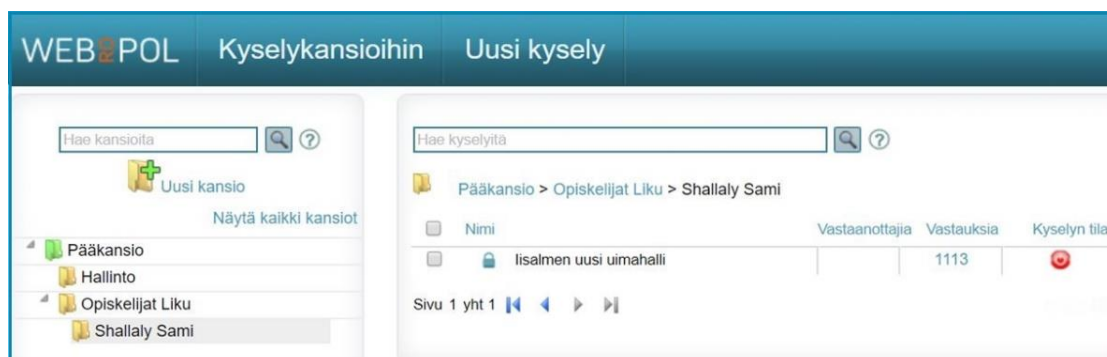 WEBROPOL Kyselykansioihin Uusi kysely
Hae kansioita
Uusi kansio
Näytä kaikki kansiot
Pääkansio
Hallinto
Opiskelijat Liku
Shallaly Sami
Hae kyselyitä
Pääkansio > Opiskelijat Liku > Shallaly Sami
Nimi Vastaanottajia Vastauksia Kyselyn tila
Iisalmen uusi uimahalli 1113
Sivu 1 yht 1